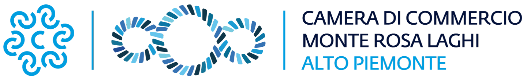 CAMERA DI COMMERCIO
MONTE ROSA LAGHI
ALTO PIEMONTE